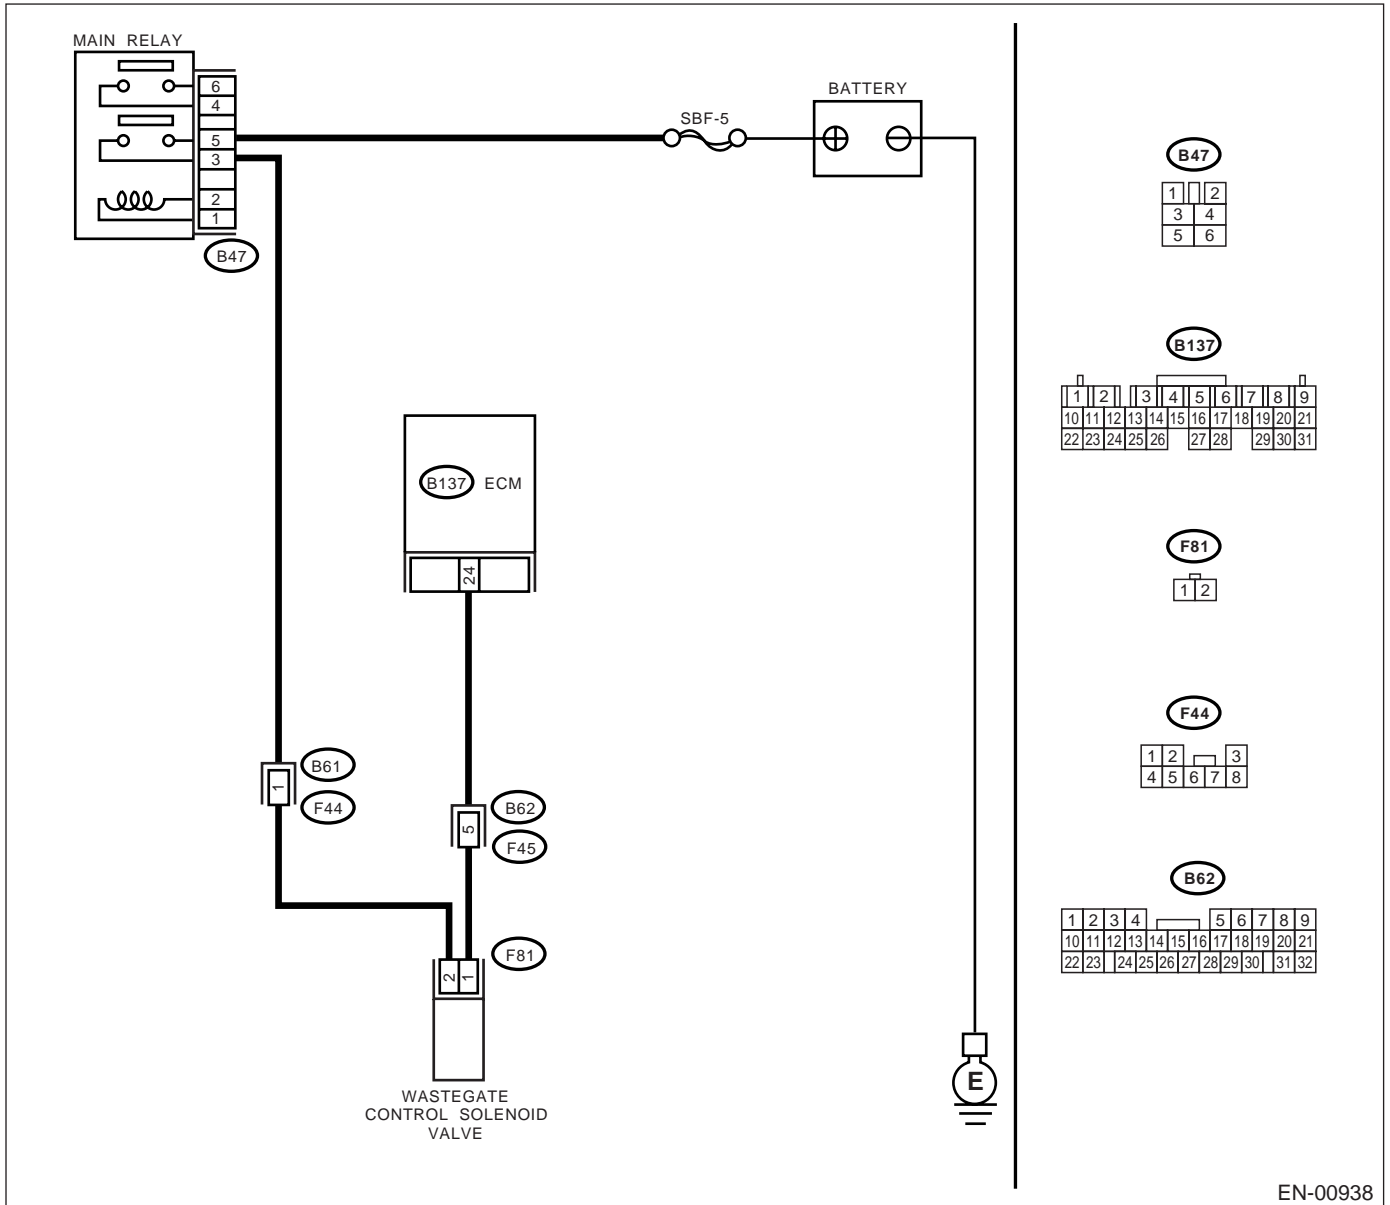 MAIN RELAY
6
4
5
3
2
1
B47
SBF-5
BATTERY
B137 ECM
24
B61
1
F44
B62
5
F45
F81
2 1
WASTEGATE
CONTROL SOLENOID
VALVE
E
B47
1 2
3 4
5 6
B137
1 2 3 4 5 6 7 8 9
10 11 12 13 14 15 16 17 18 19 20 21
22 23 24 25 26 27 28 29 30 31
F81
1 2
F44
1 2 3
4 5 6 7 8
B62
1 2 3 4 5 6 7 8 9
10 11 12 13 14 15 16 17 18 19 20 21
22 23 24 25 26 27 28 29 30 31 32
EN-00938